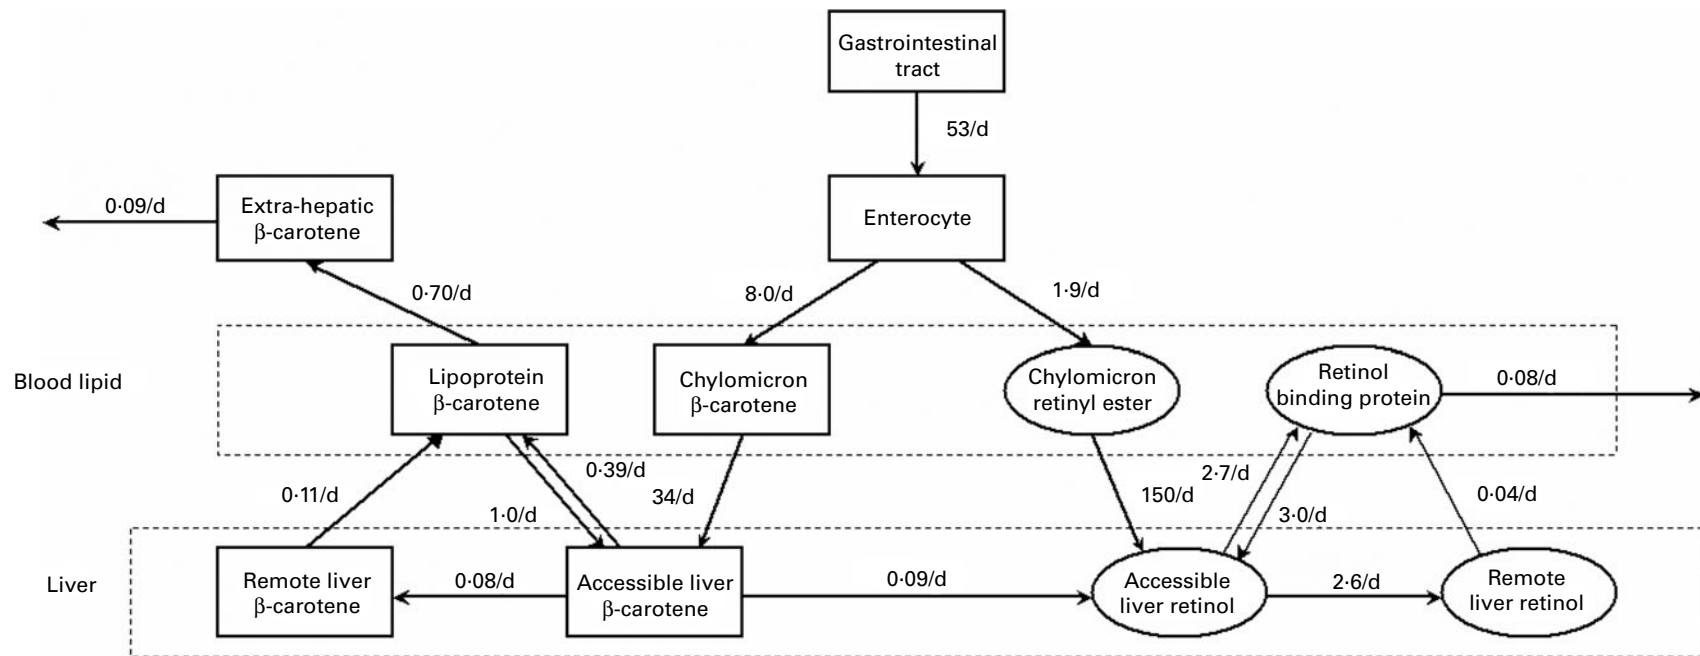 Gastrointestinal
tract
53/d
0·09/d
Extra-hepatic
β-carotene
Enterocyte
0·70/d
8·0/d
1·9/d
Blood lipid
Lipoprotein
β-carotene
Chylomicron
β-carotene
Chylomicron
retinyl ester
Retinol
binding protein
0·08/d
0·11/d
1·0/d
0·39/d
34/d
150/d
2·7/d
3·0/d
0·04/d
Liver
Remote liver
β-carotene
0·08/d
Accessible liver
β-carotene
0·09/d
Accessible
liver retinol
2·6/d
Remote
liver retinol